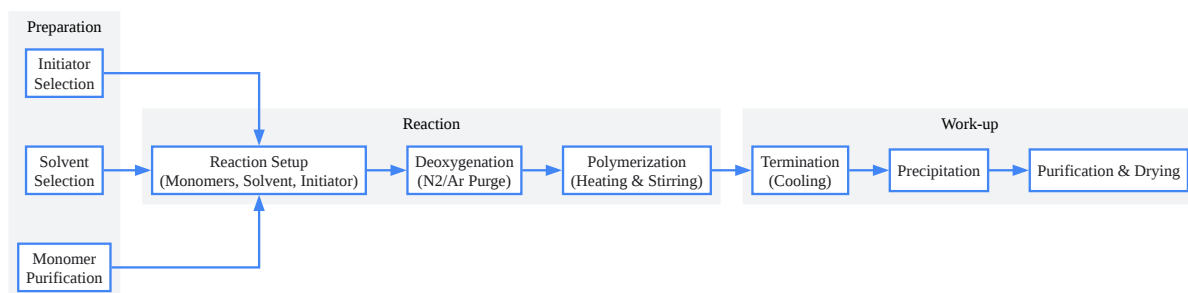 Preparation
Initiator
Selection
Solvent
Selection
Monomer
Purification
Reaction
Reaction Setup
(Monomers, Solvent, Initiator)
Deoxygenation
(N2/Ar Purge)
Polymerization
(Heating & Stirring)
Work-up
Termination
(Cooling)
Precipitation
Purification & Drying